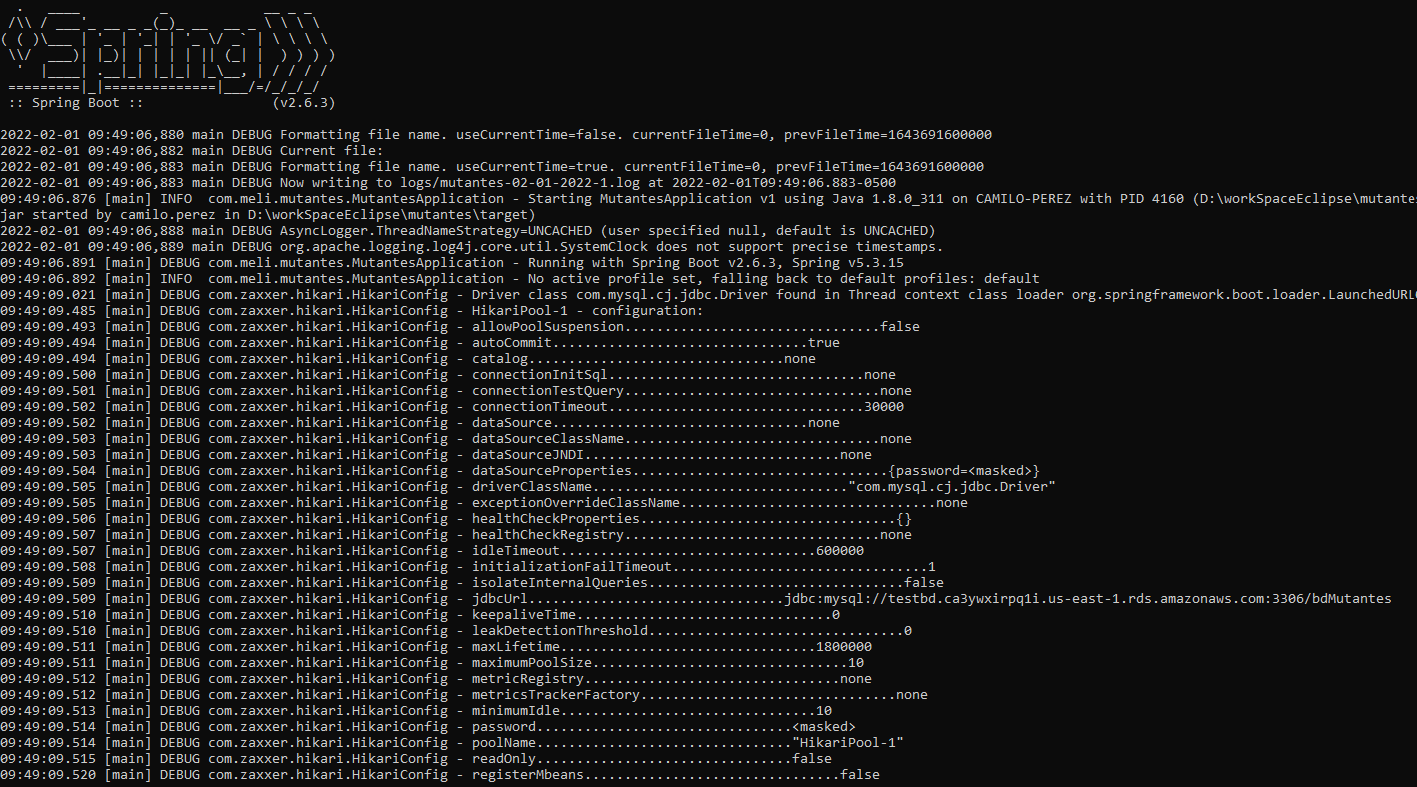 .   ____          _            __ _ _
 /\\ / ___'_ __ _ _(_)_ __  __ _ \ \ \ \
( ( )\___ | '_ | '_| | '_ \/ _` | \ \ \ \
 \\/  ___)| |_)| | | | | || (_| |  ) ) ) )
  '  |____| .__|_| |_|_| |_\__, | / / / /
 =========|_|==============|___/=/_/_/_/
 :: Spring Boot ::                (v2.6.3)
2022-02-01 09:49:06,880 main DEBUG Formatting file name. useCurrentTime=false. currentFileTime=0, prevFileTime=1643691600000
2022-02-01 09:49:06,882 main DEBUG Current file:
2022-02-01 09:49:06,883 main DEBUG Formatting file name. useCurrentTime=true. currentFileTime=0, prevFileTime=1643691600000
2022-02-01 09:49:06,883 main DEBUG Now writing to logs/mutantes-02-01-2022-1.log at 2022-02-01T09:49:06.883-0500
09:49:06.876 [main] INFO  com.meli.mutantes.MutantesApplication - Starting MutantesApplication v1 using Java 1.8.0_311 on CAMILO-PEREZ with PID 4160 (D:\workSpaceEclipse\mutantes
jar started by camilo.perez in D:\workSpaceEclipse\mutantes\target)
2022-02-01 09:49:06,888 main DEBUG AsyncLogger.ThreadNameStrategy=UNCACHED (user specified null, default is UNCACHED)
2022-02-01 09:49:06,889 main DEBUG org.apache.logging.log4j.core.util.SystemClock does not support precise timestamps.
09:49:06.891 [main] DEBUG com.meli.mutantes.MutantesApplication - Running with Spring Boot v2.6.3, Spring v5.3.15
09:49:06.892 [main] INFO  com.meli.mutantes.MutantesApplication - No active profile set, falling back to default profiles: default
09:49:09.021 [main] DEBUG com.zaxxer.hikari.HikariConfig - Driver class com.mysql.cj.jdbc.Driver found in Thread context class loader org.springframework.boot.loader.LaunchedURLC
09:49:09.485 [main] DEBUG com.zaxxer.hikari.HikariConfig - HikariPool-1 - configuration:
09:49:09.493 [main] DEBUG com.zaxxer.hikari.HikariConfig - allowPoolSuspension................................false
09:49:09.494 [main] DEBUG com.zaxxer.hikari.HikariConfig - autoCommit................................true
09:49:09.494 [main] DEBUG com.zaxxer.hikari.HikariConfig - catalog................................none
09:49:09.500 [main] DEBUG com.zaxxer.hikari.HikariConfig - connectionInitSql................................none
09:49:09.501 [main] DEBUG com.zaxxer.hikari.HikariConfig - connectionTestQuery................................none
09:49:09.502 [main] DEBUG com.zaxxer.hikari.HikariConfig - connectionTimeout................................30000
09:49:09.502 [main] DEBUG com.zaxxer.hikari.HikariConfig - dataSource................................none
09:49:09.503 [main] DEBUG com.zaxxer.hikari.HikariConfig - dataSourceClassName................................none
09:49:09.503 [main] DEBUG com.zaxxer.hikari.HikariConfig - dataSourceJNDI................................none
09:49:09.504 [main] DEBUG com.zaxxer.hikari.HikariConfig - dataSourceProperties................................{password=<masked>}
09:49:09.505 [main] DEBUG com.zaxxer.hikari.HikariConfig - driverClassName................................"com.mysql.cj.jdbc.Driver"
09:49:09.505 [main] DEBUG com.zaxxer.hikari.HikariConfig - exceptionOverrideClassName................................none
09:49:09.506 [main] DEBUG com.zaxxer.hikari.HikariConfig - healthCheckProperties................................{}
09:49:09.507 [main] DEBUG com.zaxxer.hikari.HikariConfig - healthCheckRegistry................................none
09:49:09.507 [main] DEBUG com.zaxxer.hikari.HikariConfig - idleTimeout................................600000
09:49:09.508 [main] DEBUG com.zaxxer.hikari.HikariConfig - initializationFailTimeout................................1
09:49:09.509 [main] DEBUG com.zaxxer.hikari.HikariConfig - isolateInternalQueries................................false
09:49:09.509 [main] DEBUG com.zaxxer.hikari.HikariConfig - jdbcUrl................................jdbc:mysql://testbd.ca3ywxirpq1i.us-east-1.rds.amazonaws.com:3306/bdMutantes
09:49:09.510 [main] DEBUG com.zaxxer.hikari.HikariConfig - keepaliveTime................................0
09:49:09.510 [main] DEBUG com.zaxxer.hikari.HikariConfig - leakDetectionThreshold................................0
09:49:09.511 [main] DEBUG com.zaxxer.hikari.HikariConfig - maxLifetime................................1800000
09:49:09.511 [main] DEBUG com.zaxxer.hikari.HikariConfig - maximumPoolSize................................10
09:49:09.512 [main] DEBUG com.zaxxer.hikari.HikariConfig - metricRegistry................................none
09:49:09.512 [main] DEBUG com.zaxxer.hikari.HikariConfig - metricsTrackerFactory................................none
09:49:09.513 [main] DEBUG com.zaxxer.hikari.HikariConfig - minimumIdle................................10
09:49:09.514 [main] DEBUG com.zaxxer.hikari.HikariConfig - password................................<masked>
09:49:09.514 [main] DEBUG com.zaxxer.hikari.HikariConfig - poolName................................"HikariPool-1"
09:49:09.515 [main] DEBUG com.zaxxer.hikari.HikariConfig - readOnly................................false
09:49:09.520 [main] DEBUG com.zaxxer.hikari.HikariConfig - registerMbeans................................false